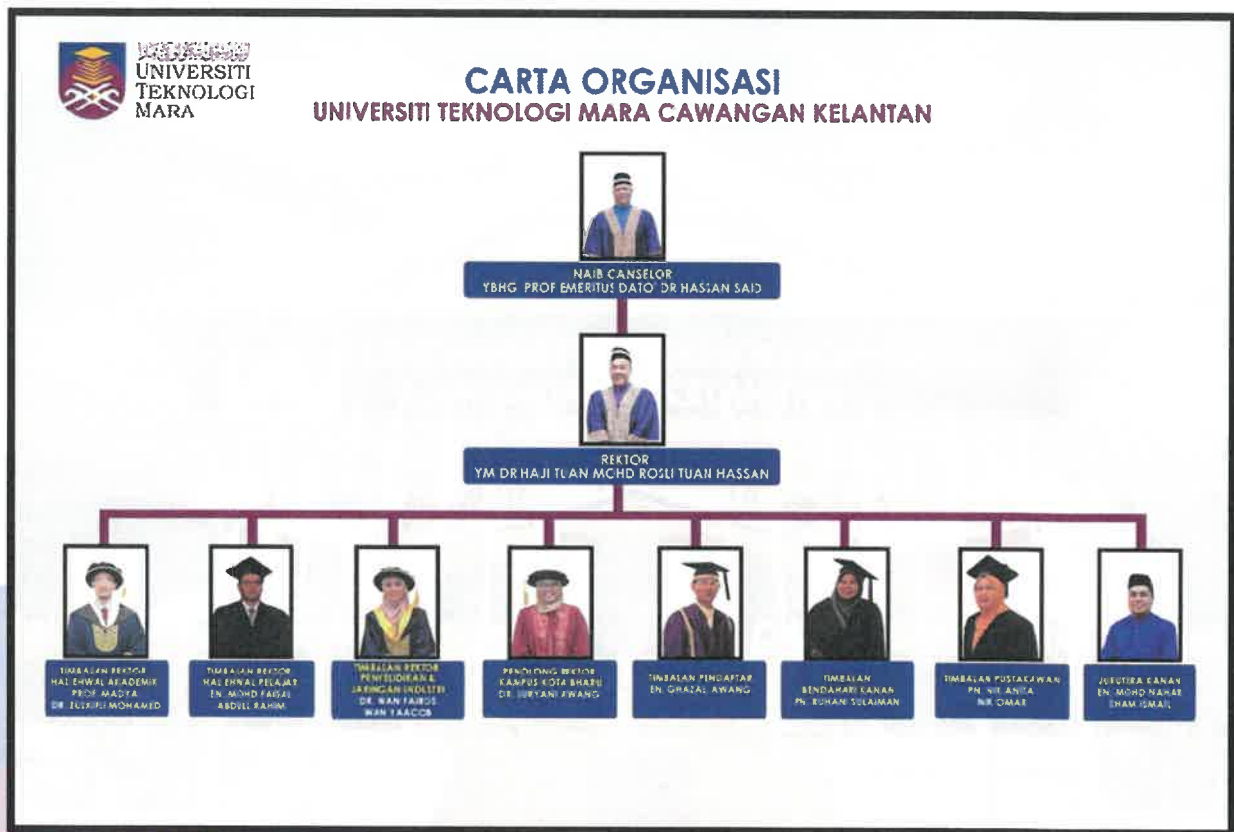 UNIVERSITI
TEKNOLOGI
MARA
CARTA ORGANISASI
UNIVERSITI TEKNOLOGI MARA CAWANGAN KELANTAN
NAIB CANSELOR
YBHG PROF EMERITUS DATO' DR HASSAN SAID
REKTOR
YM DR HAJI TUAN MOHD ROSLI TUAN HASSAN
TIMBALAN REKTOR
HAL EHWAL AKADEMIK
PROF. MADYA
DR. ZULKIFLI MOHAMED
TIMBALAN REKTOR
HAL EHWAL PELAJAR
EN. MOHD FAISAL
ABDULL RAHIM
TIMBALAN REKTOR
PENYELIDIKAN &
JARINGAN INDUSTRI
DR. WAN FAIROS
WAN YAACOB
PENOLONG REKTOR
KAMPUS KOTA BHARU
DR. SURYANI AWANG
TIMBALAN PENDAFTAR
EN. GHAZAL AWANG
TIMBALAN
BENDAHARI KANAN
PN. RUHANI SULAIMAN
TIMBALAN PUSTAKAWAN
PN. NIK ANITA
NIK OMAR
JURUTERA KANAN
EN. MOHD NAHAR
ISMAIL